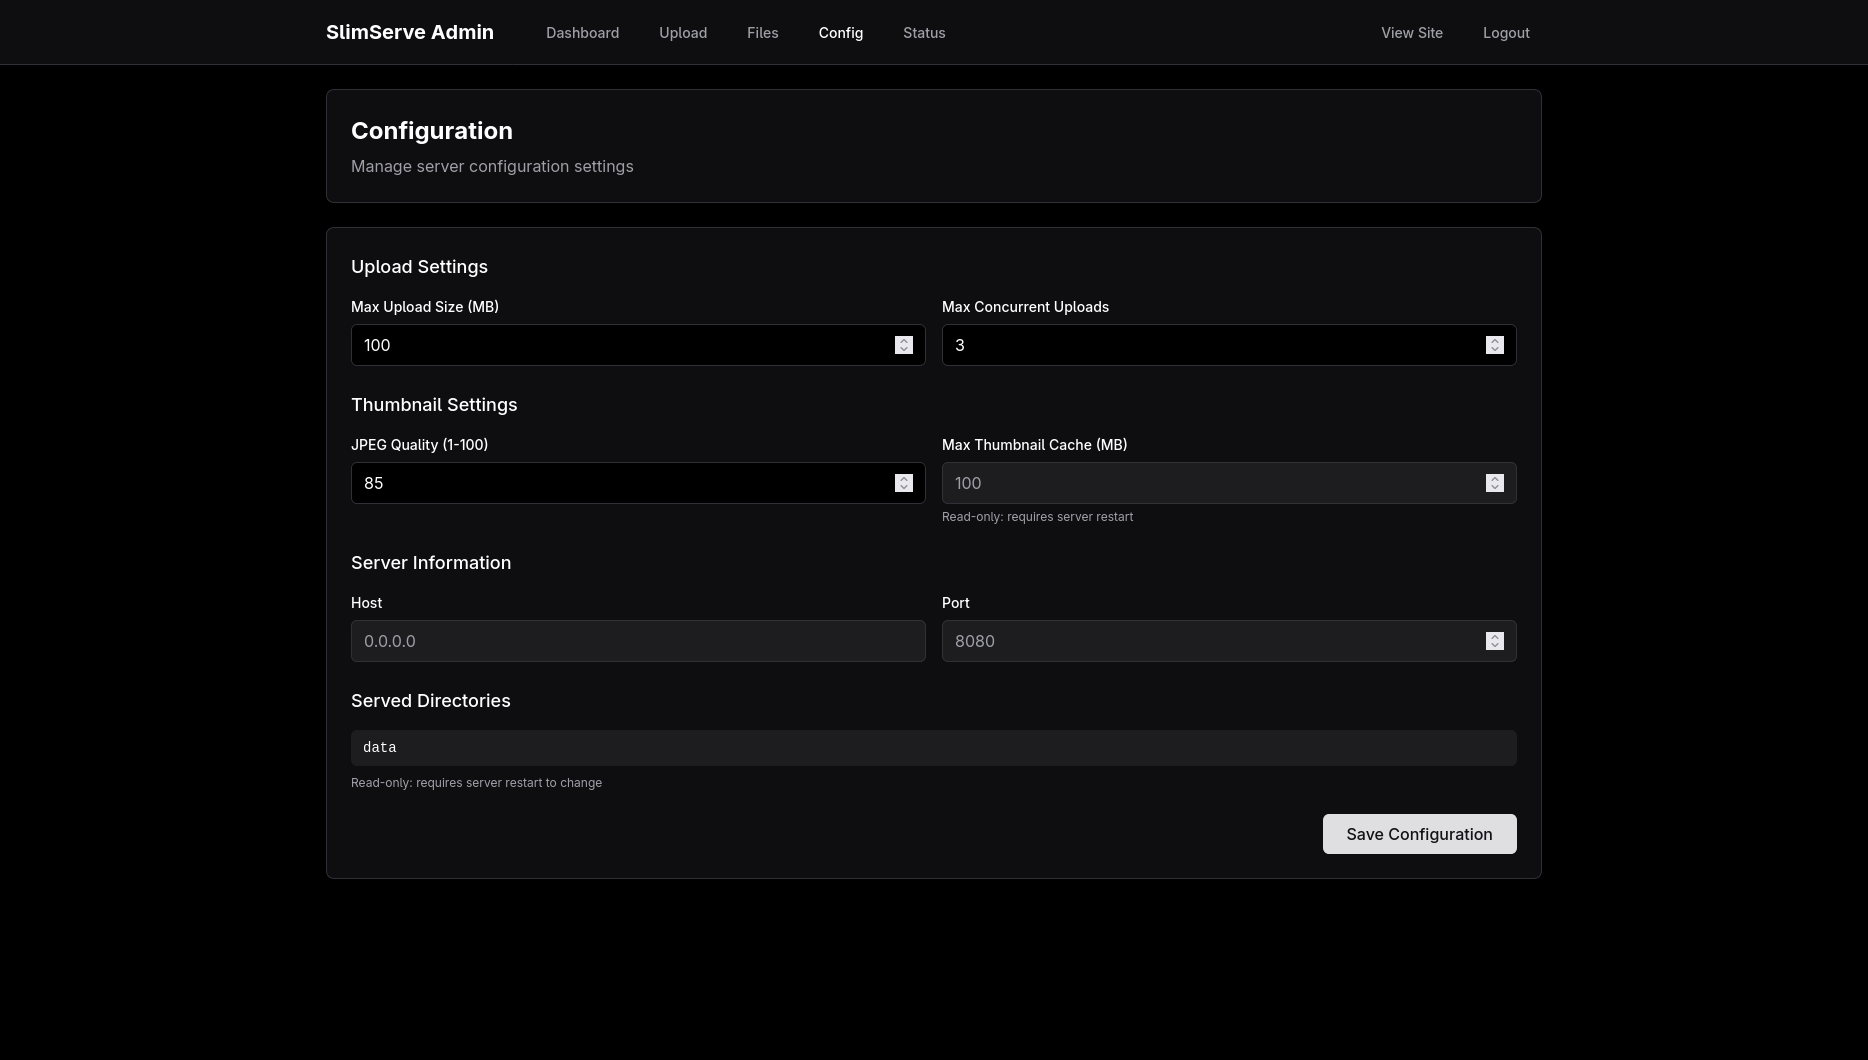 SlimServe Admin Dashboard Upload Files Config Status View Site Logout
Configuration
Manage server configuration settings
Upload Settings
Max Upload Size (MB) Max Concurrent Uploads
100 3
Thumbnail Settings
JPEG Quality (1-100) Max Thumbnail Cache (MB)
85 100
Read-only: requires server restart
Server Information
Host Port
0.0.0.0 8080
Served Directories
data
Read-only: requires server restart to change
Save Configuration